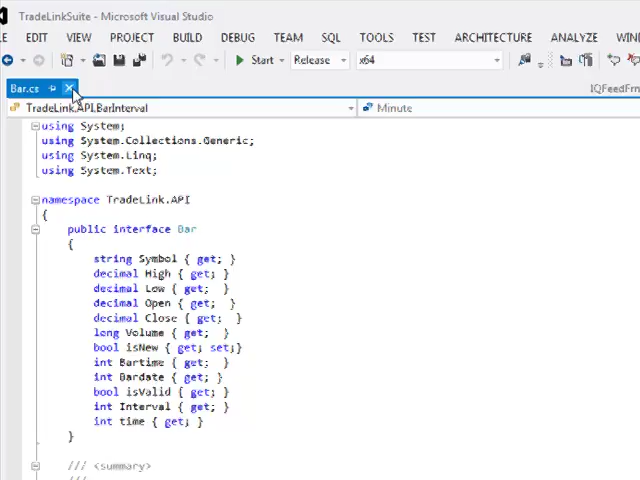 TradeLinkSuite - Microsoft Visual Studio
EDIT VIEW PROJECT BUILD DEBUG TEAM SQL TOOLS TEST ARCHITECTURE ANALYZE WINDO
Start Release x64
Bar.cs IQFeedFrn
TradeLink.API.BarInterval Minute
using System;
using System.Collections.Generic;
using System.Linq;
using System.Text;
namespace TradeLink.API
{
public interface Bar
{
string Symbol { get; }
decimal High { get; }
decimal Low { get; }
decimal Open { get; }
decimal Close { get; }
long Volume { get; }
bool isNew { get; set;}
int Bartime { get; }
int Bardate { get; }
bool isValid { get; }
int Interval { get; }
int time { get; }
}
/// <summary>
///